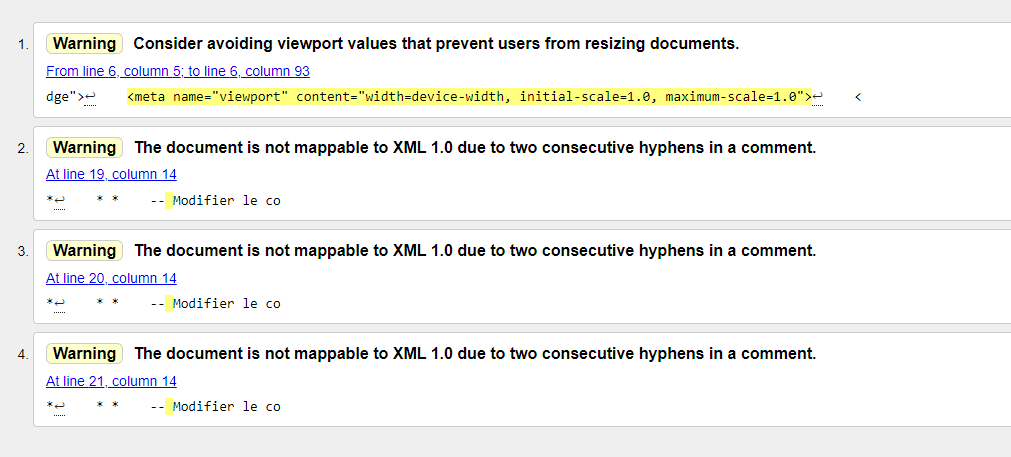 1. Warning Consider avoiding viewport values that prevent users from resizing documents.
From line 6, column 5; to line 6, column 93
dge">↩ <meta name="viewport" content="width=device-width, initial-scale=1.0, maximum-scale=1.0">↩ <
2. Warning The document is not mappable to XML 1.0 due to two consecutive hyphens in a comment.
At line 19, column 14
*↩ * * -- Modifier le co
3. Warning The document is not mappable to XML 1.0 due to two consecutive hyphens in a comment.
At line 20, column 14
*↩ * * -- Modifier le co
4. Warning The document is not mappable to XML 1.0 due to two consecutive hyphens in a comment.
At line 21, column 14
*↩ * * -- Modifier le co